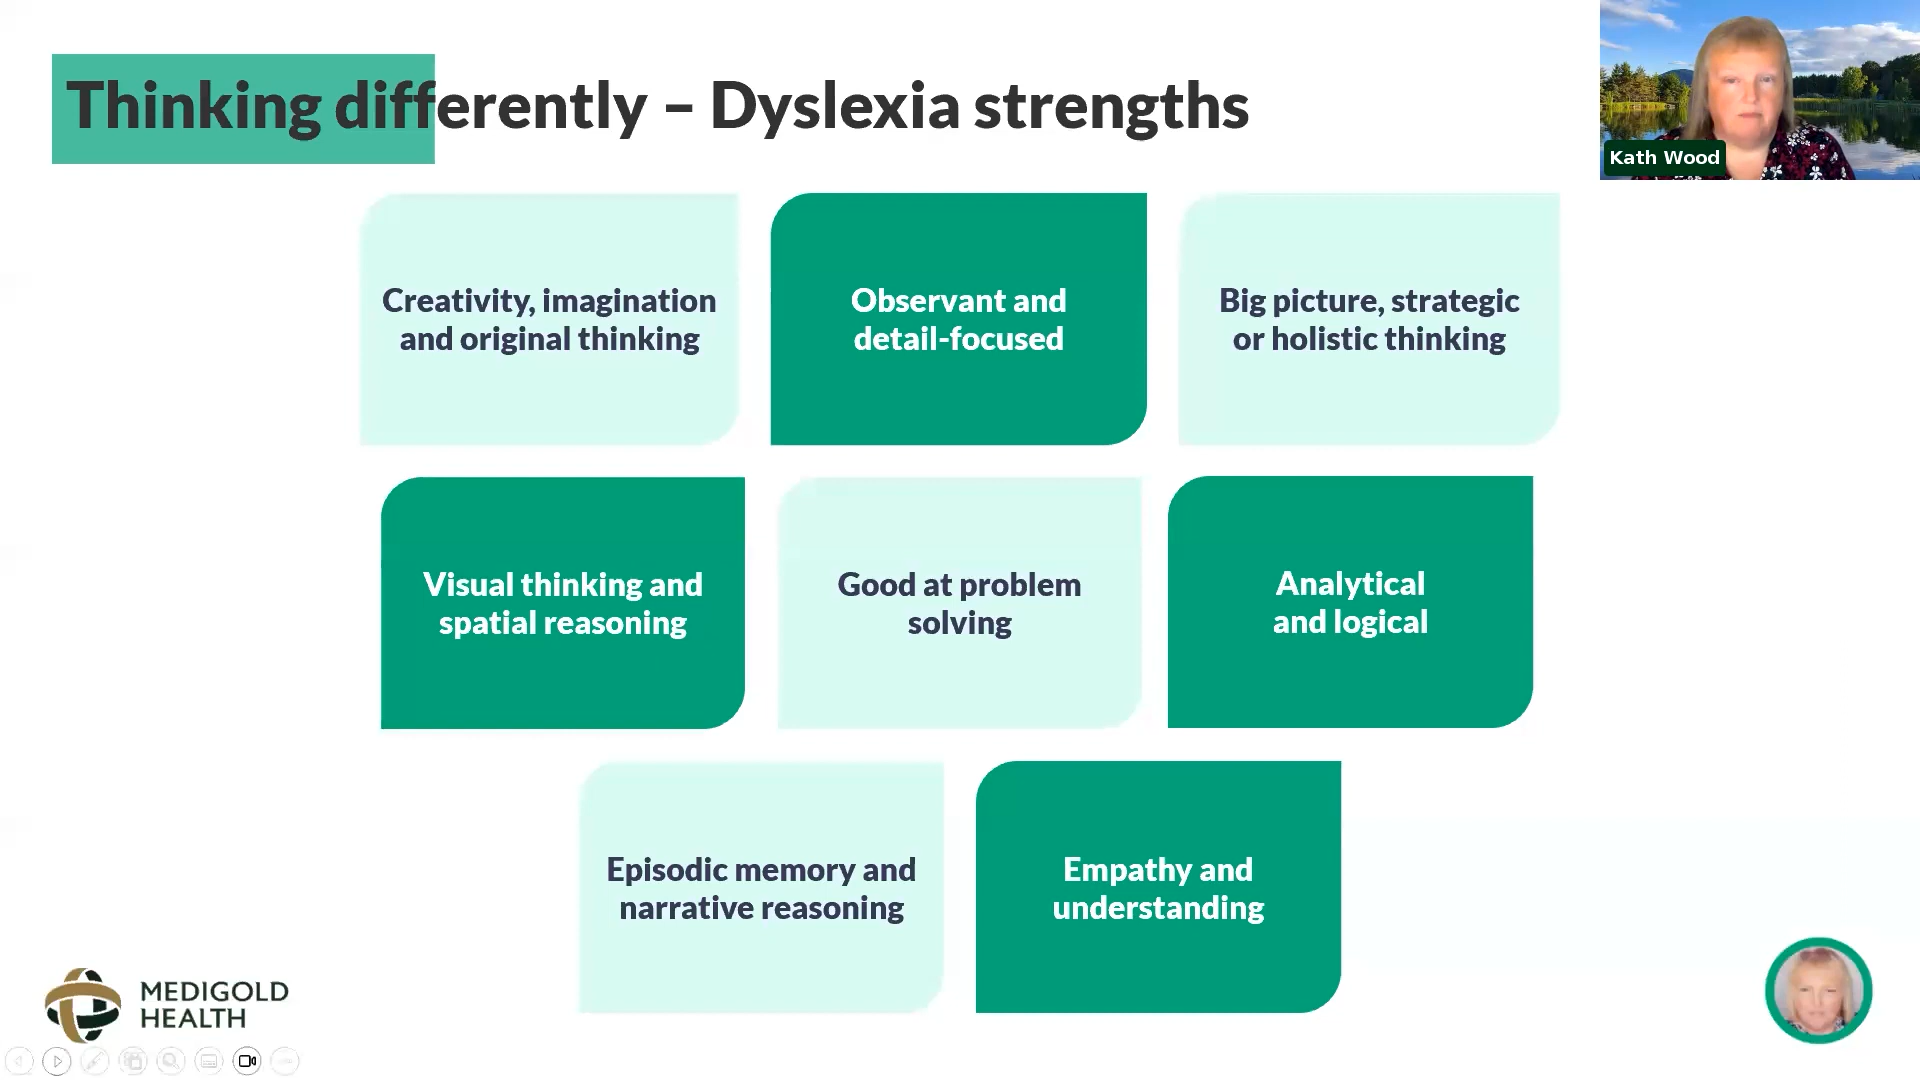 Thinking differently – Dyslexia strengths
Kath Wood
Creativity, imagination
and original thinking
Observant and
detail-focused
Big picture, strategic
or holistic thinking
Visual thinking and
spatial reasoning
Good at problem
solving
Analytical
and logical
Episodic memory and
narrative reasoning
Empathy and
understanding
MEDIGOLD
HEALTH